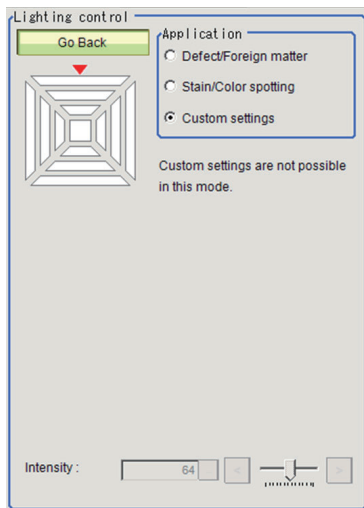 Lighting control
Go Back
Application
Defect/Foreign matter
Stain/Color spotting
Custom settings
Custom settings are not possible
in this mode.
Intensity :
64
<
>